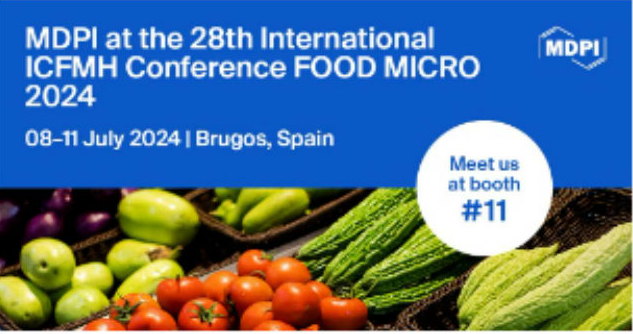 MDPI at the 28th International
ICFMH Conference FOOD MICRO
2024
MDPI
08–11 July 2024 | Brugos, Spain
Meet us
at booth
#11